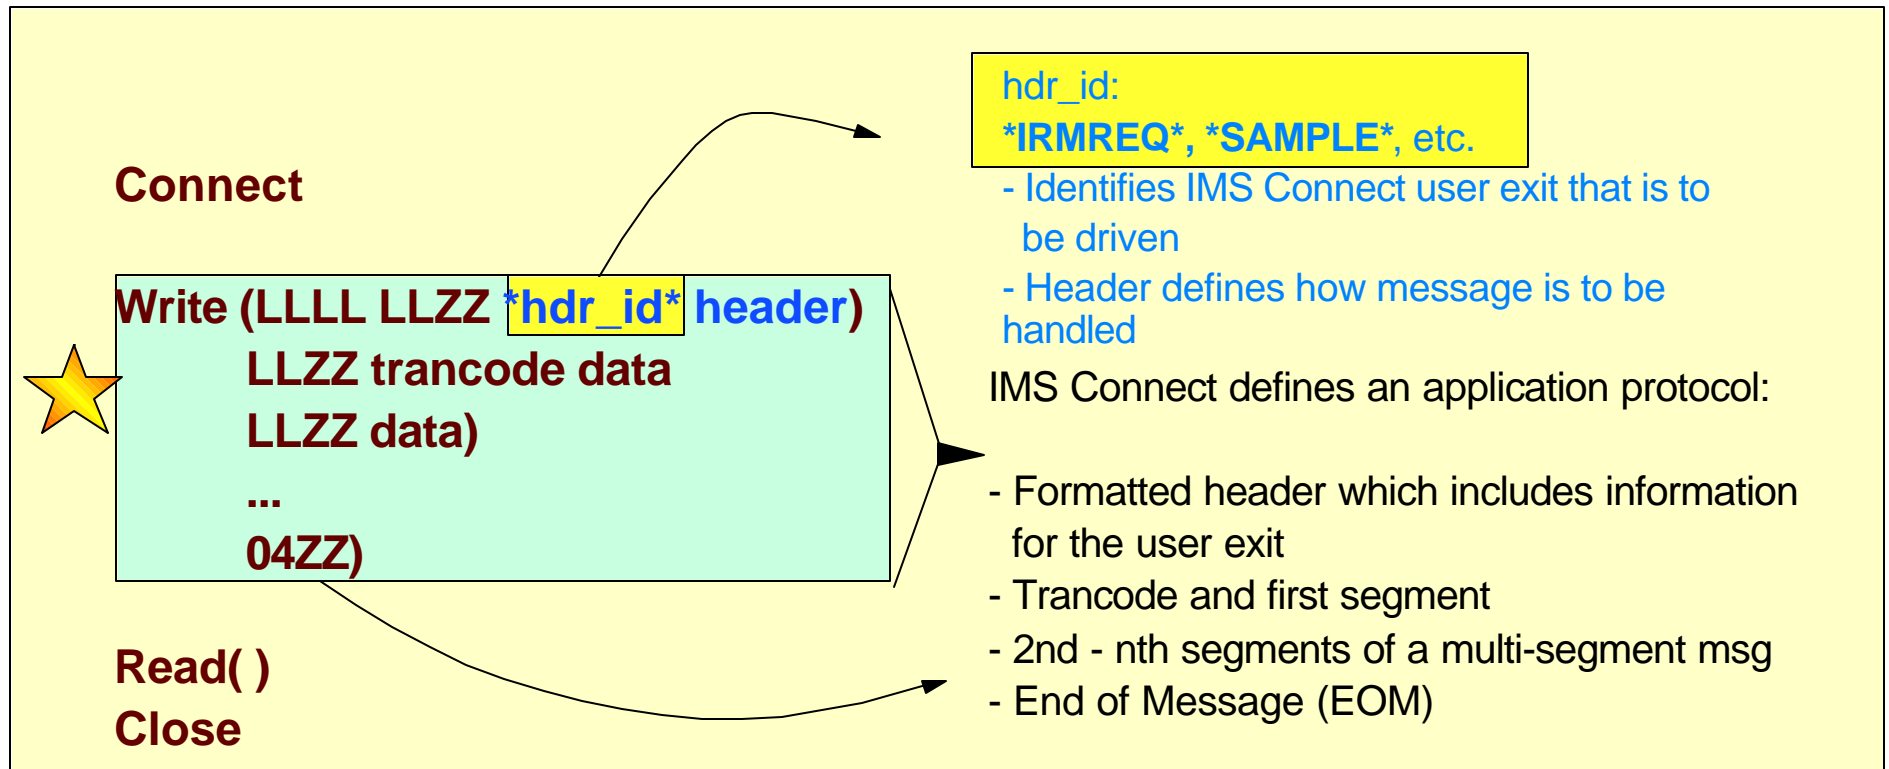 Connect
Write (LLLL LLZZ *hdr_id* header)
LLZZ trancode data
LLZZ data)
...
04ZZ)
Read( )
Close
hdr_id:
*IRMREQ*, *SAMPLE*, etc.
- Identifies IMS Connect user exit that is to
be driven
- Header defines how message is to be
handled
IMS Connect defines an application protocol:
- Formatted header which includes information
for the user exit
- Trancode and first segment
- 2nd - nth segments of a multi-segment msg
- End of Message (EOM)